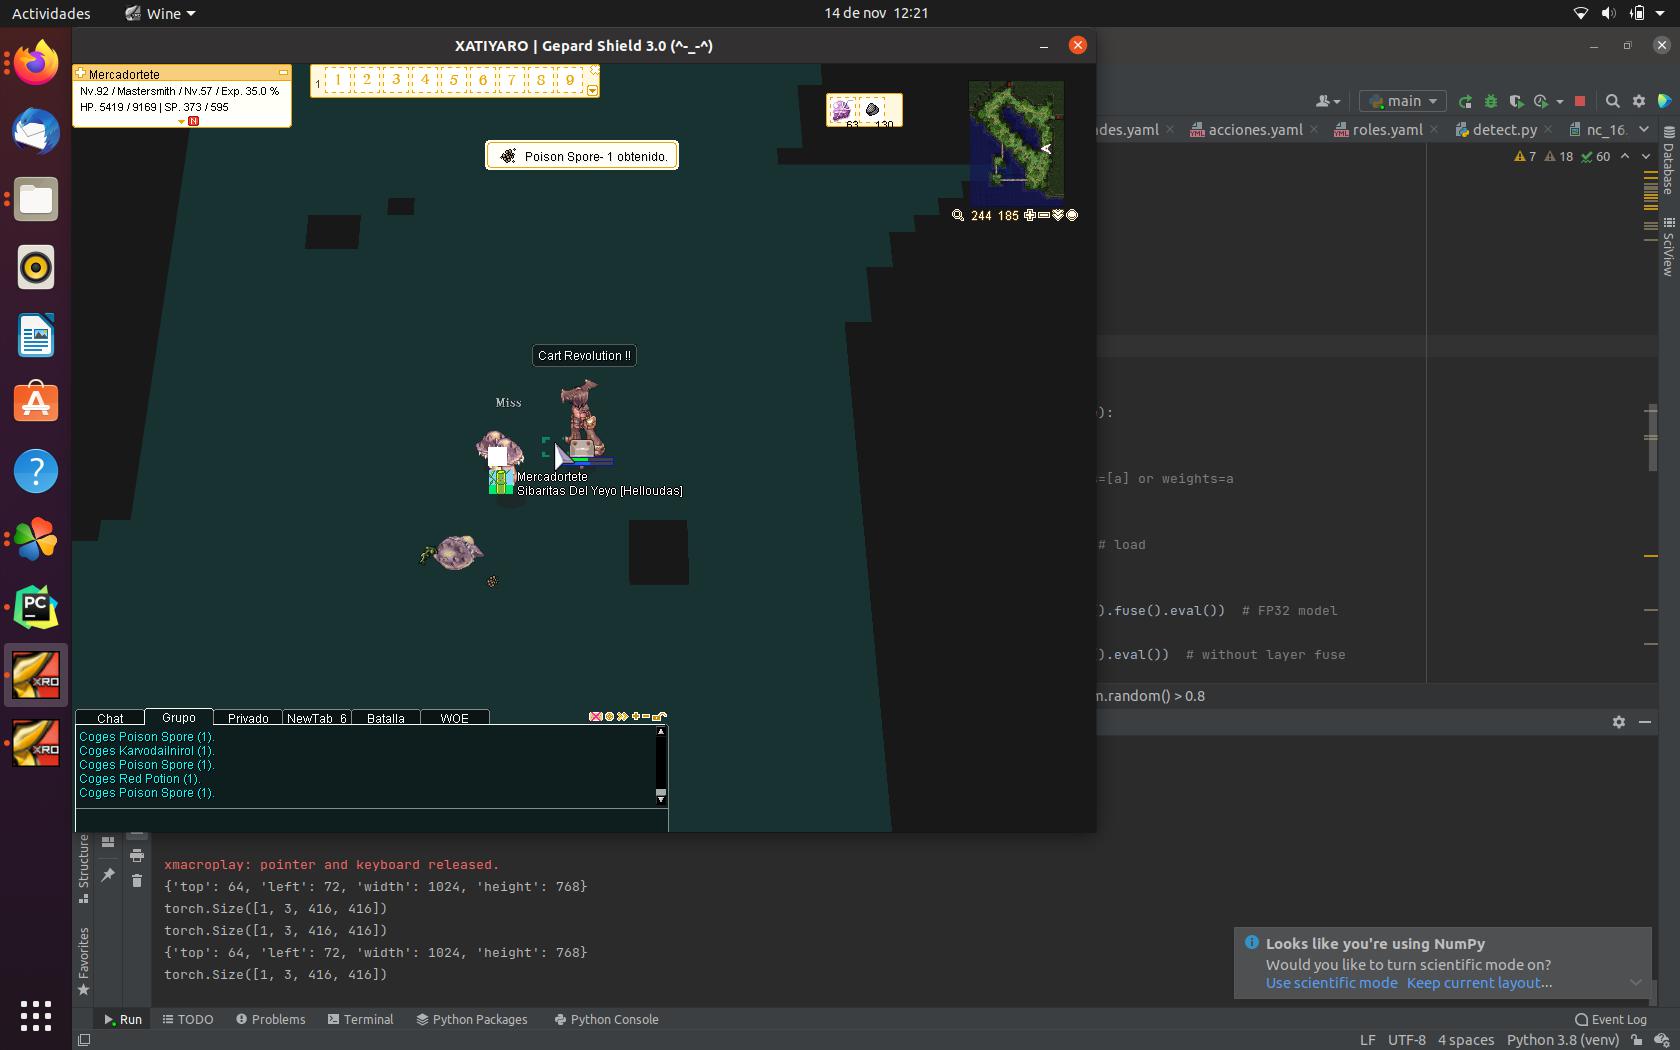 Actividades
Wine
14 de nov 12:21
XATIYARO | Gepard Shield 3.0 (^-_-^)
Mercadortete
Nv.92 / Mastersmith / Nv.57 / Exp. 35.0 %
HP. 5419 / 9169 | SP. 373 / 595
N
1
1 2 3 4 5 6 7 8 9
63 130
Poison Spore- 1 obtenido.
244 185
main
des.yaml
acciones.yaml
roles.yaml
detect.py
nc_16.
7 18 60
Database
SciView
):
Cart Revolution !!
Miss
Mercadortete
Sibaritas Del Yeyo [Helloudas]
=[a] or weights=a
# load
).fuse().eval()) # FP32 model
).eval()) # without layer fuse
m.random() > 0.8
PC
XRO
XRO
Chat
Grupo
Privado
NewTab_6
Batalla
WOE
Coges Poison Spore (1).
Coges Karvodailnirol (1).
Coges Poison Spore (1).
Coges Red Potion (1).
Coges Poison Spore (1).
Structure
Favorites
xmacroplay: pointer and keyboard released.
{'top': 64, 'left': 72, 'width': 1024, 'height': 768}
torch.Size([1, 3, 416, 416])
torch.Size([1, 3, 416, 416])
{'top': 64, 'left': 72, 'width': 1024, 'height': 768}
torch.Size([1, 3, 416, 416])
Looks like you're using NumPy
Would you like to turn scientific mode on?
Use scientific mode Keep current layout...
Run
TODO
Problems
Terminal
Python Packages
Python Console
Event Log
LF UTF-8 4 spaces Python 3.8 (venv)